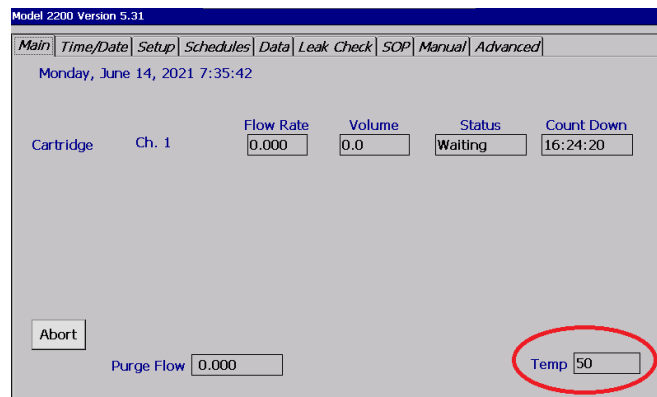 Model 2200 Version 5.31
Main Time/Date Setup Schedules Data Leak Check SOP Manual Advanced
Monday, June 14, 2021 7:35:42
Flow Rate Volume Status Count Down
Cartridge Ch. 1 0.000 0.0 Waiting 16:24:20
Abort
Purge Flow 0.000 Temp 50